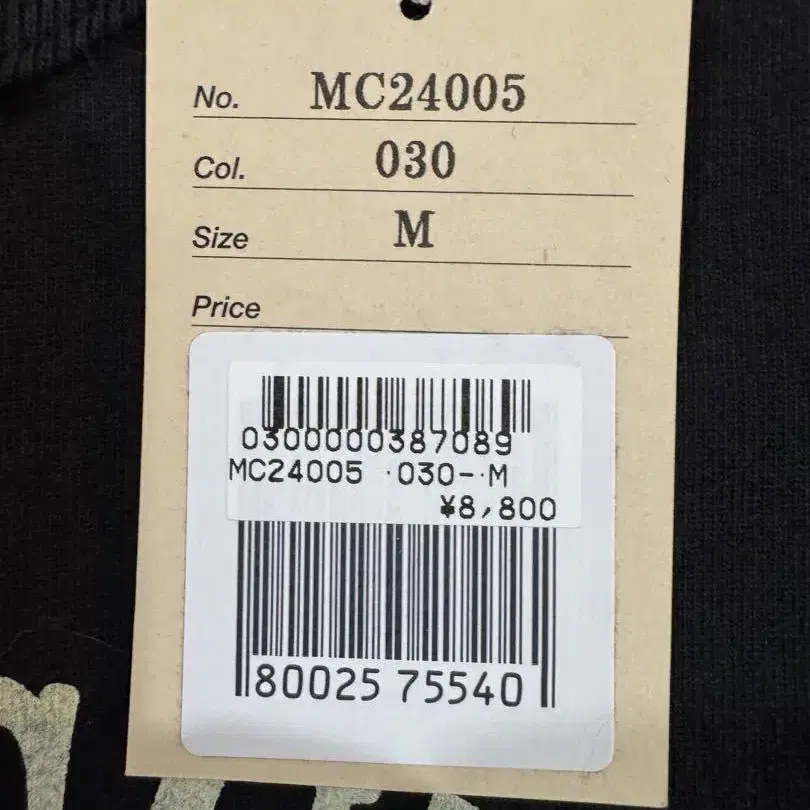 No. MC24005
Col. 030
Size M
Price
0300000387089
MC24005 ·030-·M
¥8,800
80025 75540